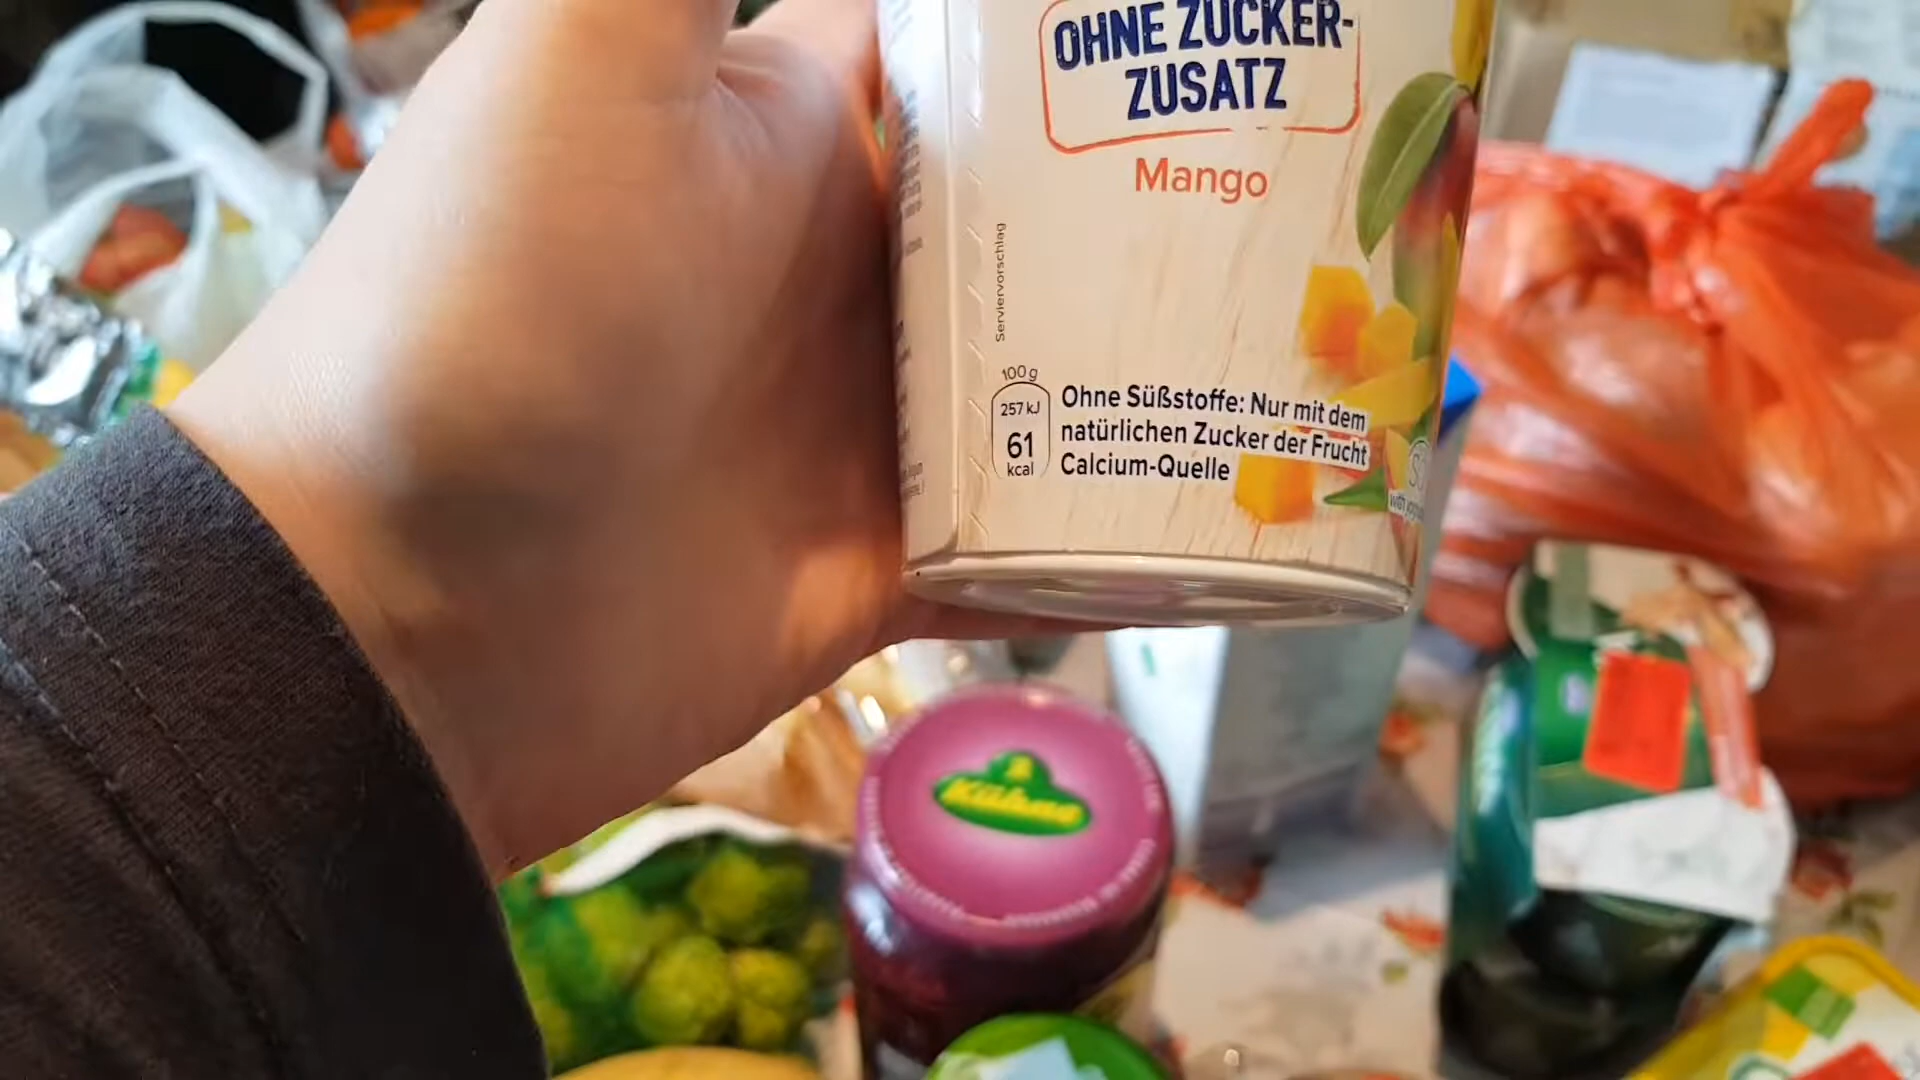 OHNE ZUCKER-
ZUSATZ
Mango
Serviervorschlag
100 g
257 kJ
61
kcal
Ohne Süßstoffe: Nur mit dem
natürlichen Zucker der Frucht
Calcium-Quelle
Kühne